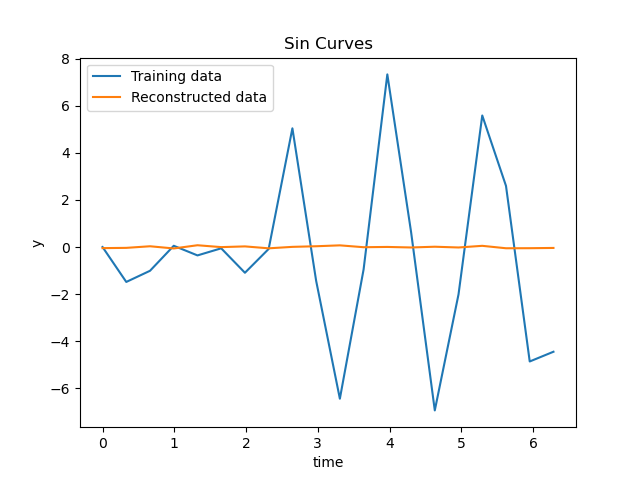 Sin Curves
Training data
Reconstructed data
8
6
4
2
0
−2
−4
−6
y
0 1 2 3 4 5 6
time